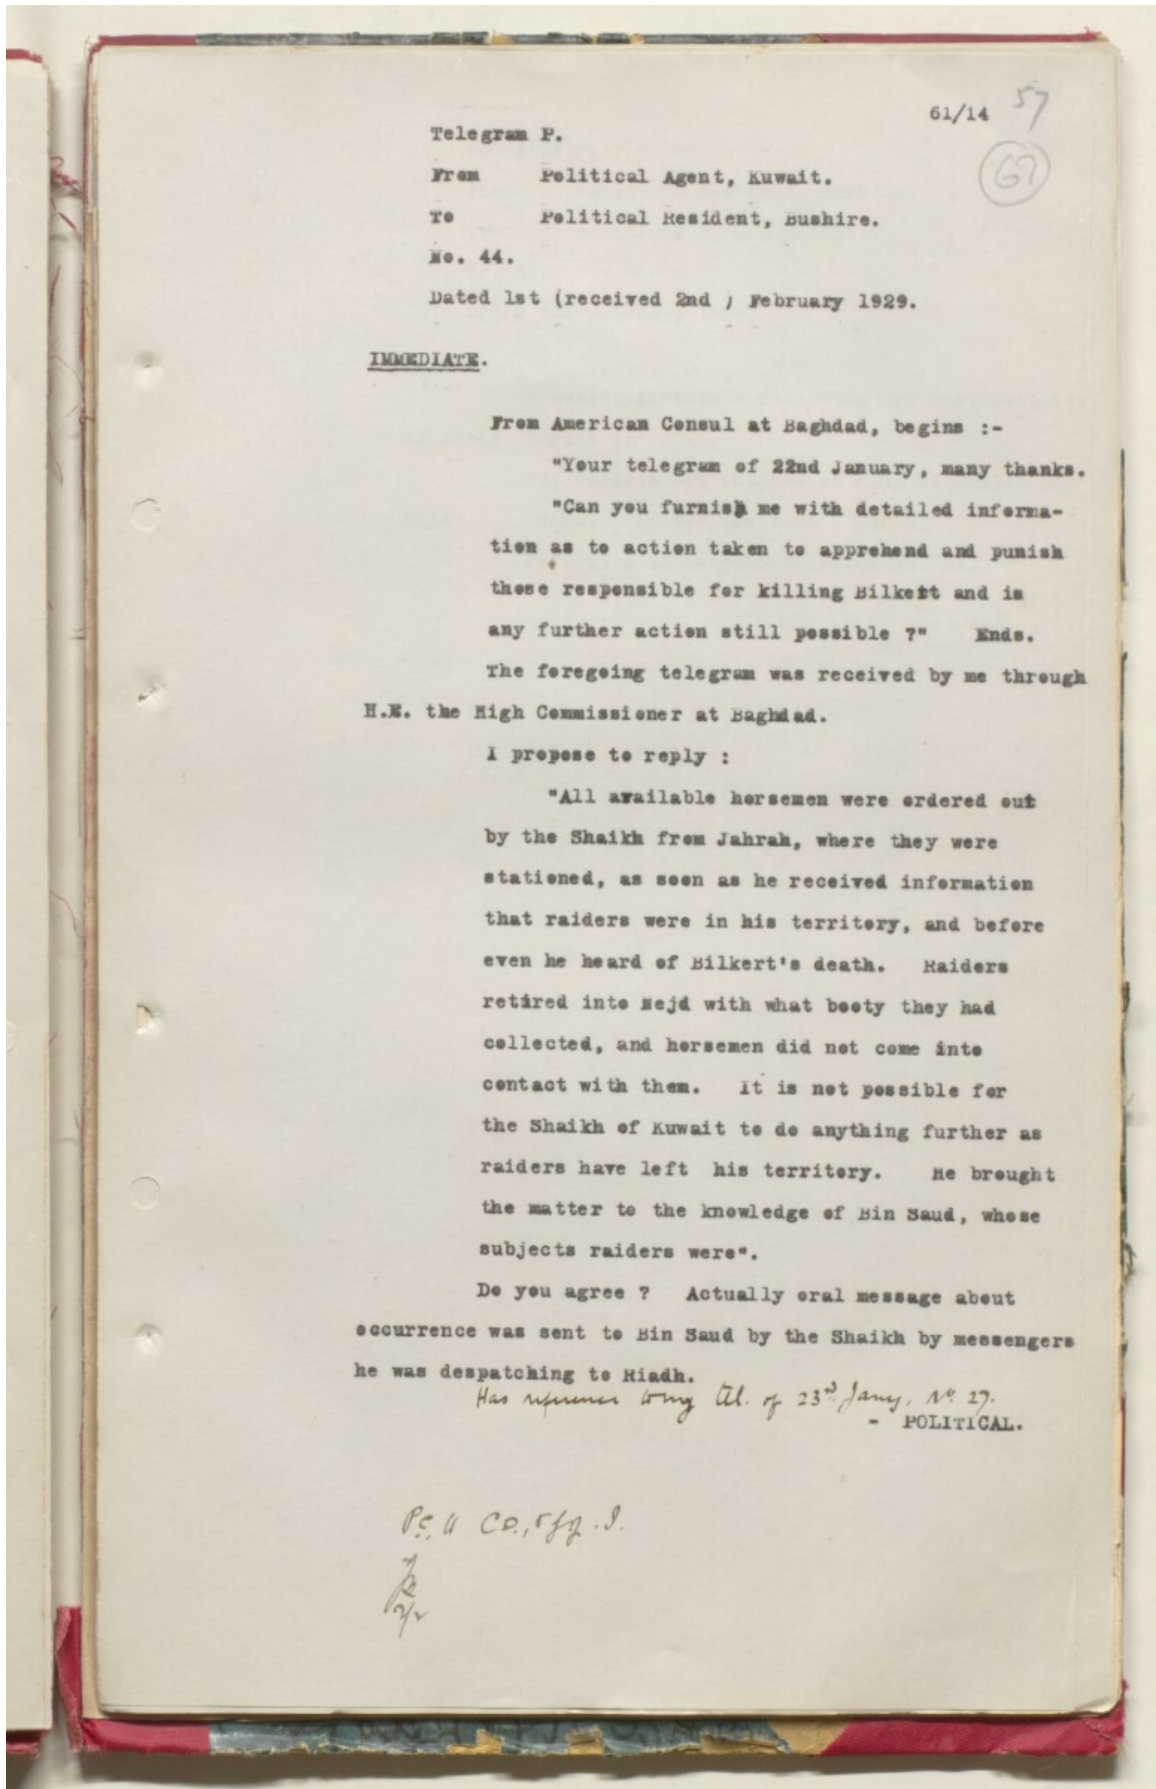 61/14 57
69
Telegram P.
From Political Agent, Kuwait.
To Political Resident, Bushire.
No. 44.
Dated 1st (received 2nd ) February 1929.
IMMEDIATE.
From American Consul at Baghdad, begins :-
"Your telegram of 22nd January, many thanks.
"Can you furnish me with detailed informa-
tion as to action taken to apprehend and punish
those responsible for killing Bilkert and is
any further action still possible ?" Ends.
The foregoing telegram was received by me through
H.E. the High Commissioner at Baghdad.
I propose to reply :
"All available horsemen were ordered out
by the Shaikh from Jahrah, where they were
stationed, as soon as he received information
that raiders were in his territory, and before
even he heard of Bilkert's death. Raiders
retired into Nejd with what booty they had
collected, and horsemen did not come into
contact with them. It is not possible for
the Shaikh of Kuwait to do anything further as
raiders have left his territory. He brought
the matter to the knowledge of Bin Saud, whose
subjects raiders were".
Do you agree ? Actually oral message about
occurrence was sent to Bin Saud by the Shaikh by messengers
he was despatching to Riadh.
Has reference to my tel. of 23rd Jany, No. 27.
- POLITICAL.
2/2